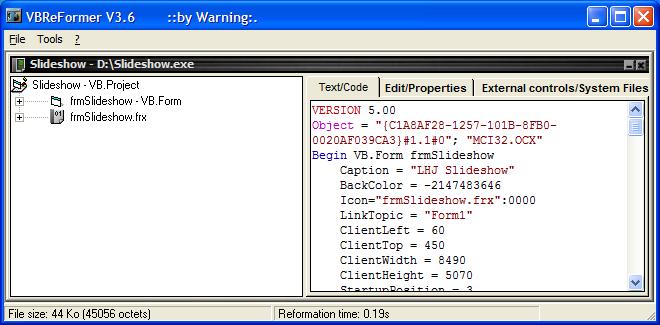 VBReFormer V3.6 ::by Warning:.
File Tools ?
Slideshow - D:\Slideshow.exe
Slideshow - VB.Project
frmSlideshow - VB.Form
frmSlideshow.frx
Text/Code Edit/Properties External controls/System Files
VERSION 5.00
Object = "{C1A8AF28-1257-101B-8FB0-
0020AF039CA3}#1.1#0"; "MCI32.OCX"
Begin VB.Form frmSlideshow
Caption = "LHJ Slideshow"
BackColor = -2147483646
Icon="frmSlideshow.frx":0000
LinkTopic = "Form1"
ClientLeft = 60
ClientTop = 450
ClientWidth = 8490
ClientHeight = 5070
StartupPosition = 3
File size: 44 Ko (45056 octets) Reformation time: 0.19s